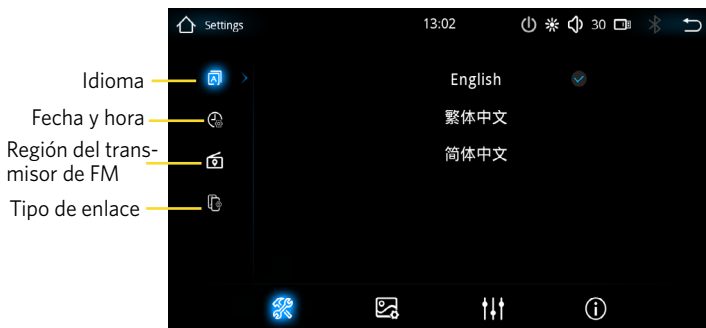 Settings
13:02
30
Idioma
English
Fecha y hora
繁体中文
Región del trans-
misor de FM
简体中文
Tipo de enlace